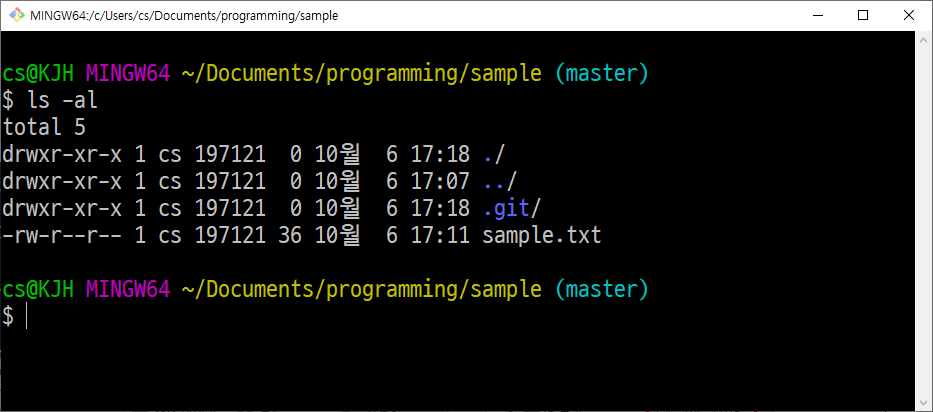 MINGW64:/c/Users/cs/Documents/programming/sample
cs@KJH MINGW64 ~/Documents/programming/sample (master)
$ ls -al
total 5
drwxr-xr-x 1 cs 197121  0 10월  6 17:18 ./
drwxr-xr-x 1 cs 197121  0 10월  6 17:07 ../
drwxr-xr-x 1 cs 197121  0 10월  6 17:18 .git/
-rw-r--r-- 1 cs 197121 36 10월  6 17:11 sample.txt
cs@KJH MINGW64 ~/Documents/programming/sample (master)
$